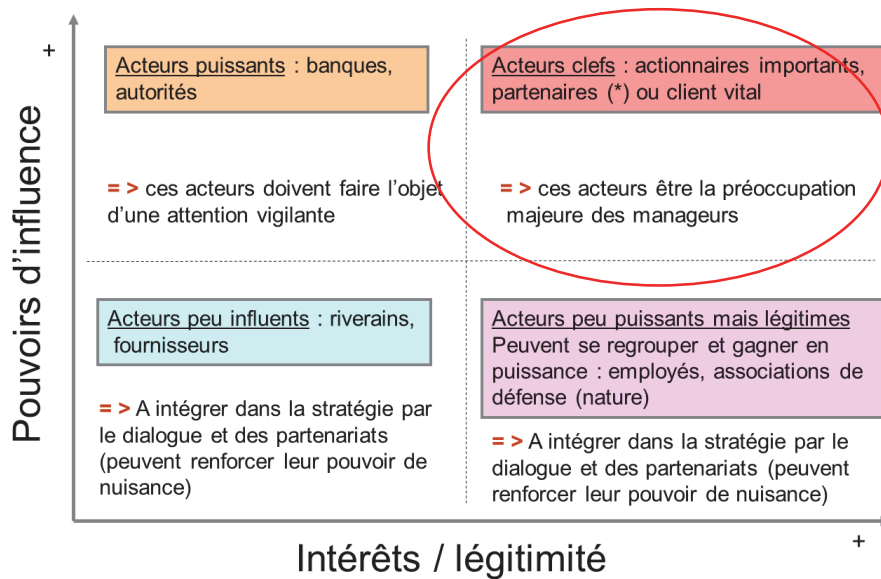 +
Pouvoirs d'influence
Acteurs puissants : banques,
autorités
= > ces acteurs doivent faire l'objet
d'une attention vigilante
Acteurs clefs : actionnaires importants,
partenaires (*) ou client vital
= > ces acteurs être la préoccupation
majeure des manageurs
Acteurs peu influents : riverains,
fournisseurs
= > A intégrer dans la stratégie par
le dialogue et des partenariats
(peuvent renforcer leur pouvoir de
nuisance)
Acteurs peu puissants mais légitimes
Peuvent se regrouper et gagner en
puissance : employés, associations de
défense (nature)
= > A intégrer dans la stratégie par le
dialogue et des partenariats (peuvent
renforcer leur pouvoir de nuisance)
+
Intérêts / légitimité